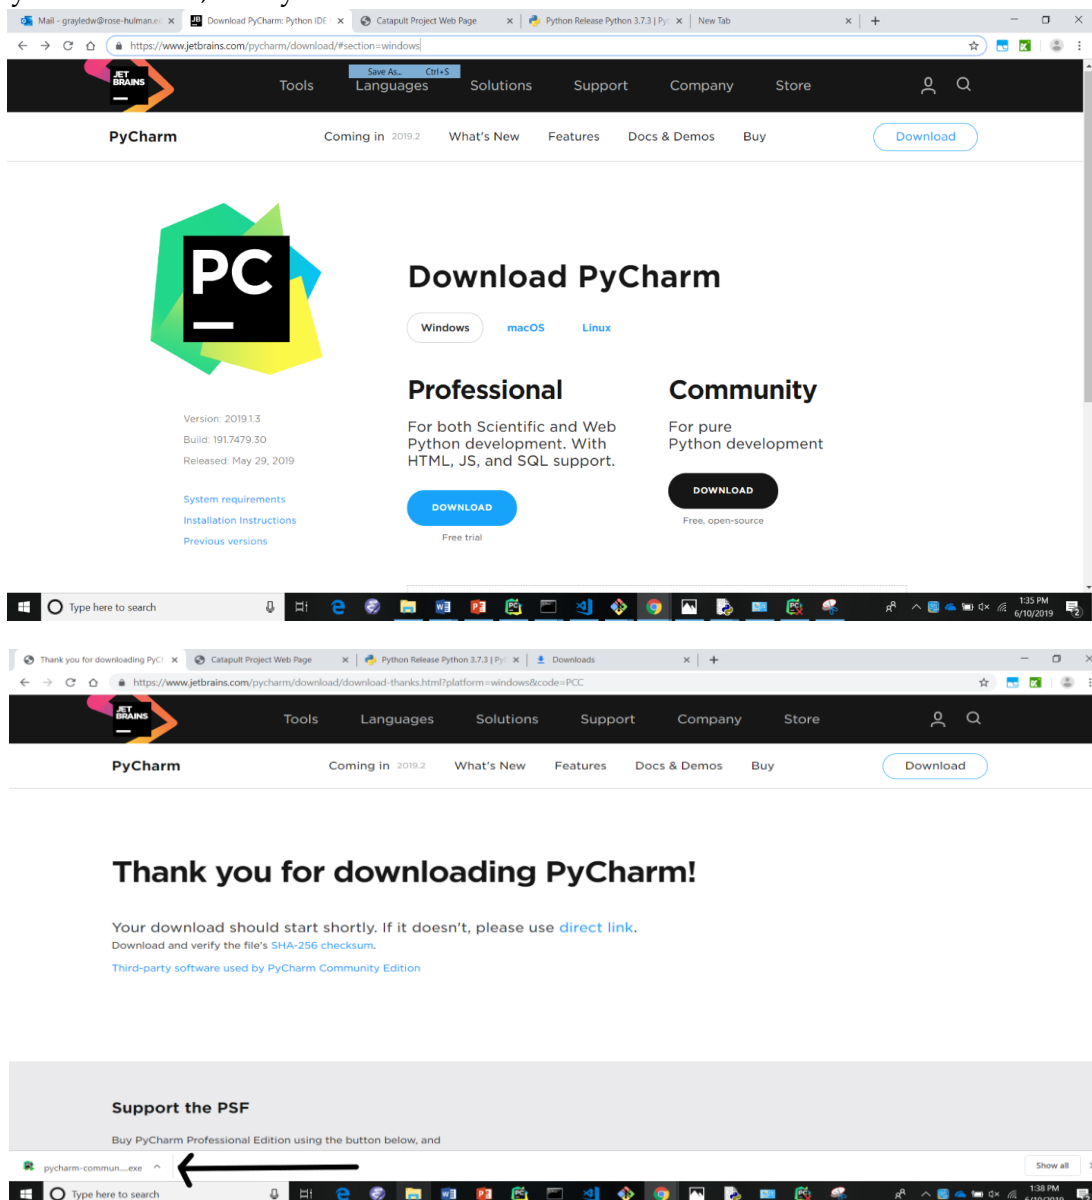 Mail - grayledw@rose-hulman.ed
Download PyCharm: Python IDE
Catapult Project Web Page
Python Release Python 3.7.3 | Py
New Tab
https://www.jetbrains.com/pycharm/download/#section=windows
JET
BRAINS
Save As... Ctrl+S
Tools Languages Solutions Support Company Store
PyCharm Coming in 2019.2 What's New Features Docs & Demos Buy Download
PC
Download PyCharm
Windows macOS Linux
Professional
For both Scientific and Web
Python development. With
HTML, JS, and SQL support.
DOWNLOAD
Free trial
Community
For pure
Python development
DOWNLOAD
Free, open-source
Version: 2019.1.3
Build: 191.7479.30
Released: May 29, 2019
System requirements
Installation Instructions
Previous versions
Type here to search
1:35 PM
6/10/2019
Thank you for downloading PyCh
Catapult Project Web Page
Python Release Python 3.7.3 | Py
Downloads
https://www.jetbrains.com/pycharm/download/download-thanks.html?platform=windows&code=PCC
JET
BRAINS
Tools Languages Solutions Support Company Store
PyCharm Coming in 2019.2 What's New Features Docs & Demos Buy Download
Thank you for downloading PyCharm!
Your download should start shortly. If it doesn't, please use direct link.
Download and verify the file's SHA-256 checksum.
Third-party software used by PyCharm Community Edition
Support the PSF
Buy PyCharm Professional Edition using the button below, and
pycharm-commun....exe
Show all
Type here to search
1:38 PM
6/10/2019